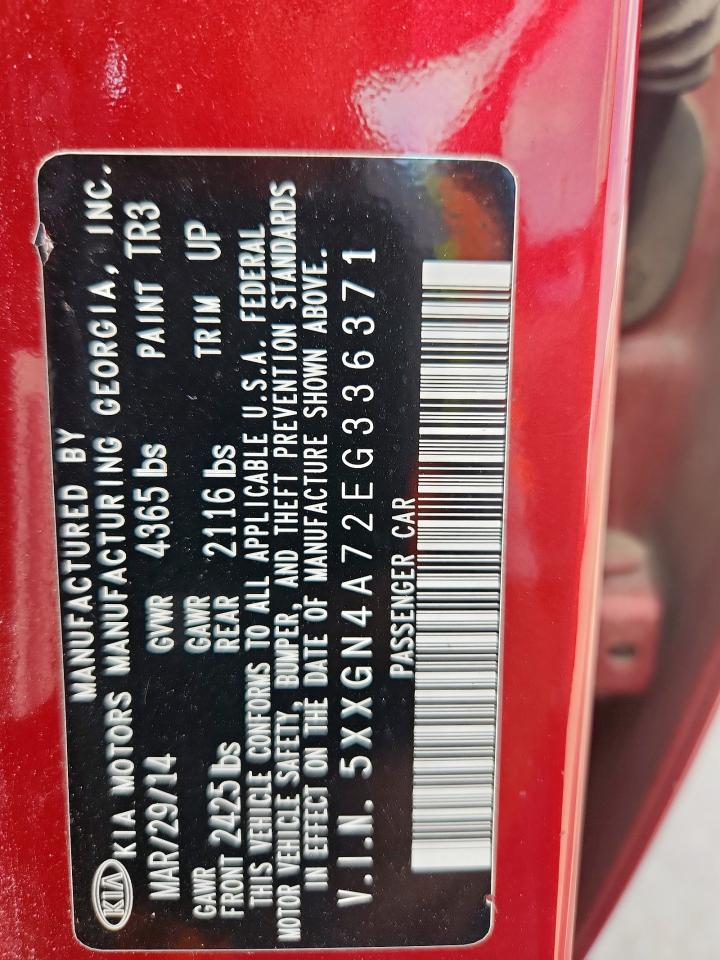 MANUFACTURED BY
KIA KIA MOTORS MANUFACTURING GEORGIA, INC.
MAR/29/14 GVWR 4365 lbs PAINT TR3
GAWR FRONT 2425 lbs GAWR REAR 2116 lbs TRIM UP
THIS VEHICLE CONFORMS TO ALL APPLICABLE U.S.A. FEDERAL
MOTOR VEHICLE SAFETY, BUMPER, AND THEFT PREVENTION STANDARDS
IN EFFECT ON THE DATE OF MANUFACTURE SHOWN ABOVE.
V.I.N. 5XXGN4A72EG336371
PASSENGER CAR